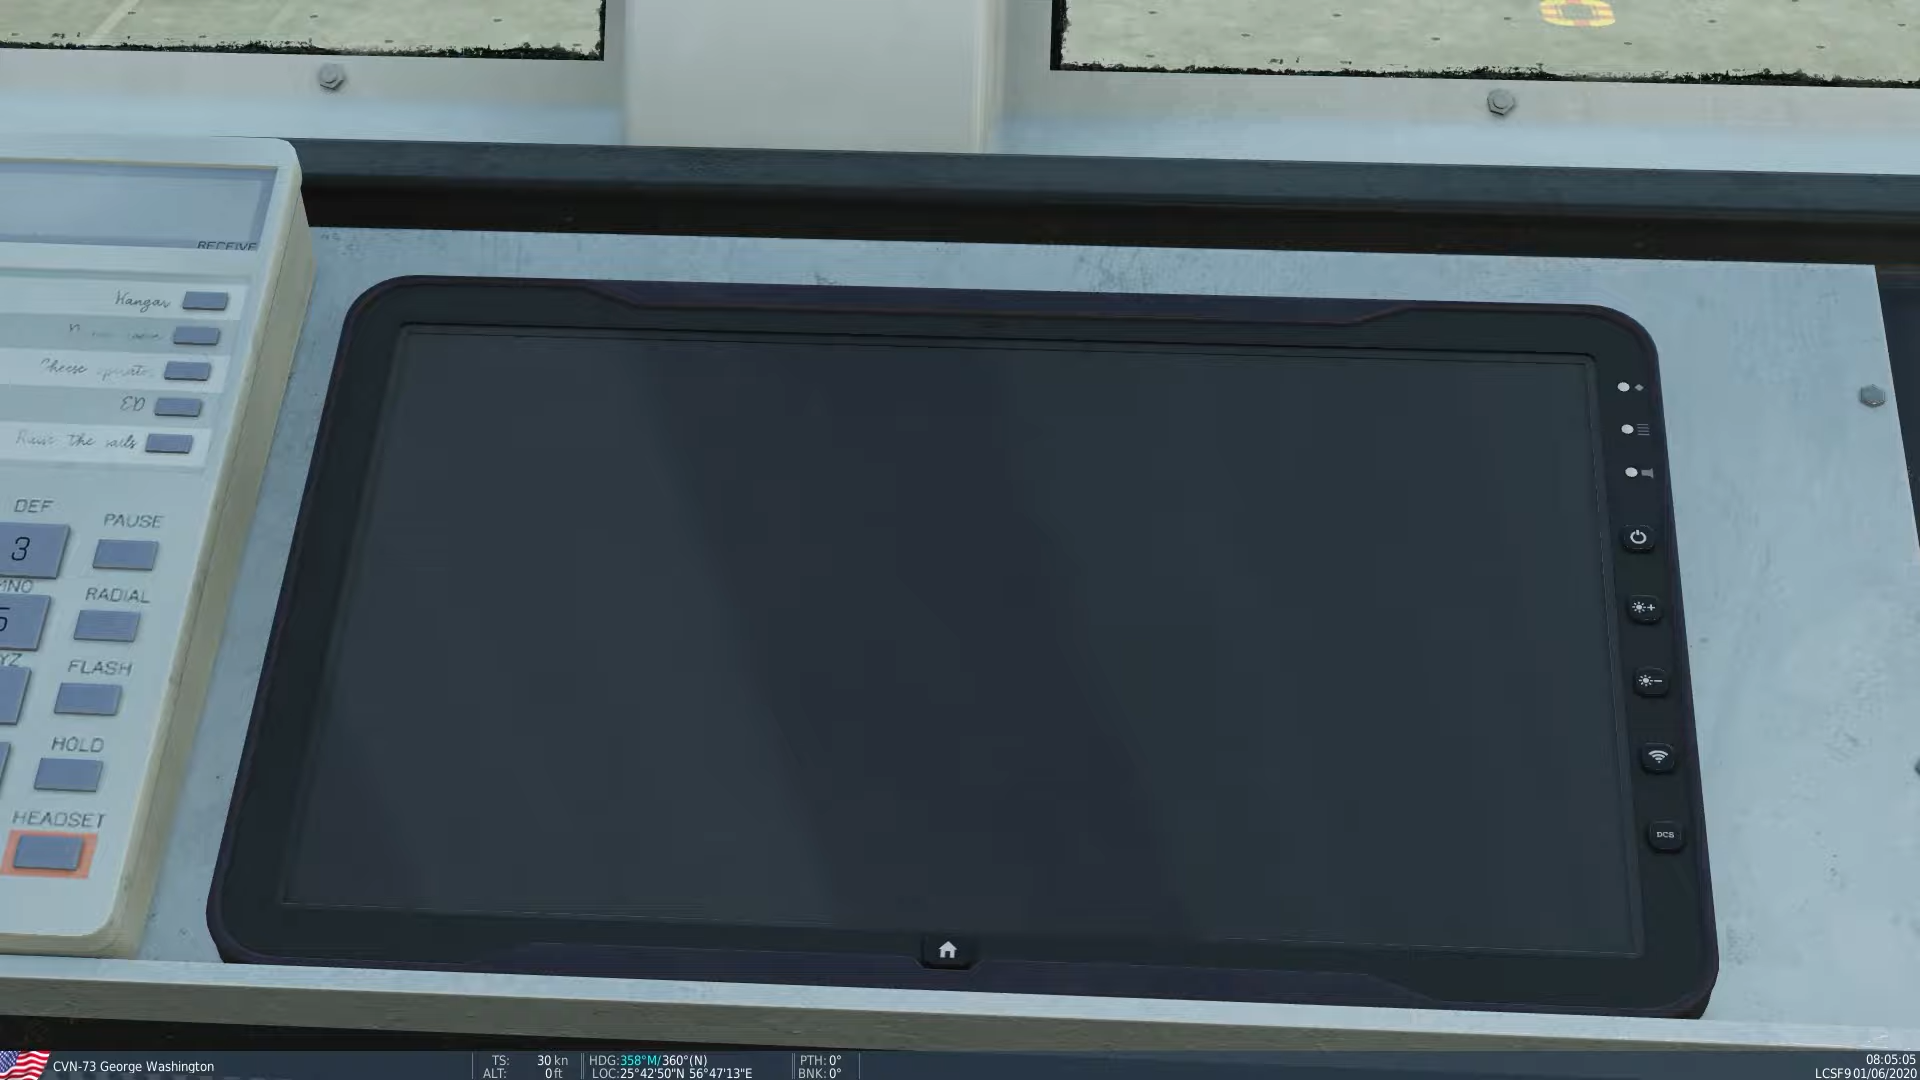 RECEIVE
Hangar
Cheese
EQ
Raise the sails
DEF
PAUSE
3
MNO
RADIAL
YZ
FLASH
HOLD
HEADSET
DCS
CVN-73 George Washington
TS: 30 kn
HDG:358°M/360°(N)
PTH: 0°
08:05:05
ALT: 0 ft
LOC:25°42'50"N 56°47'13"E
BNK: 0°
LCSF9 01/06/2020